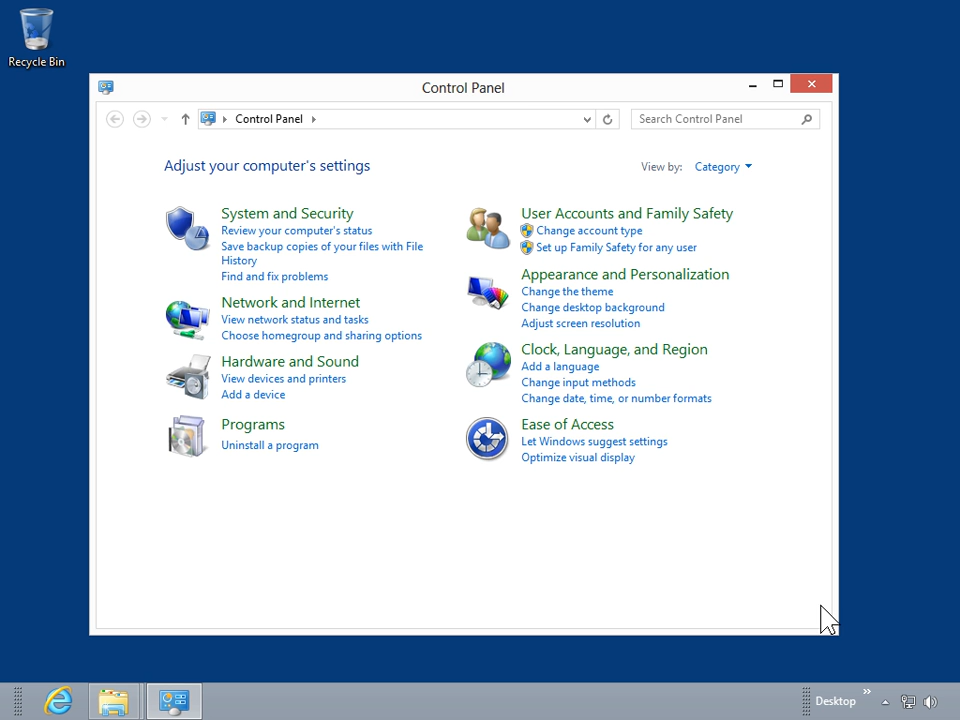 Recycle Bin
Control Panel
Control Panel
Search Control Panel
Adjust your computer's settings
View by: Category
System and Security
Review your computer's status
Save backup copies of your files with File
History
Find and fix problems
Network and Internet
View network status and tasks
Choose homegroup and sharing options
Hardware and Sound
View devices and printers
Add a device
Programs
Uninstall a program
User Accounts and Family Safety
Change account type
Set up Family Safety for any user
Appearance and Personalization
Change the theme
Change desktop background
Adjust screen resolution
Clock, Language, and Region
Add a language
Change input methods
Change date, time, or number formats
Ease of Access
Let Windows suggest settings
Optimize visual display
Desktop